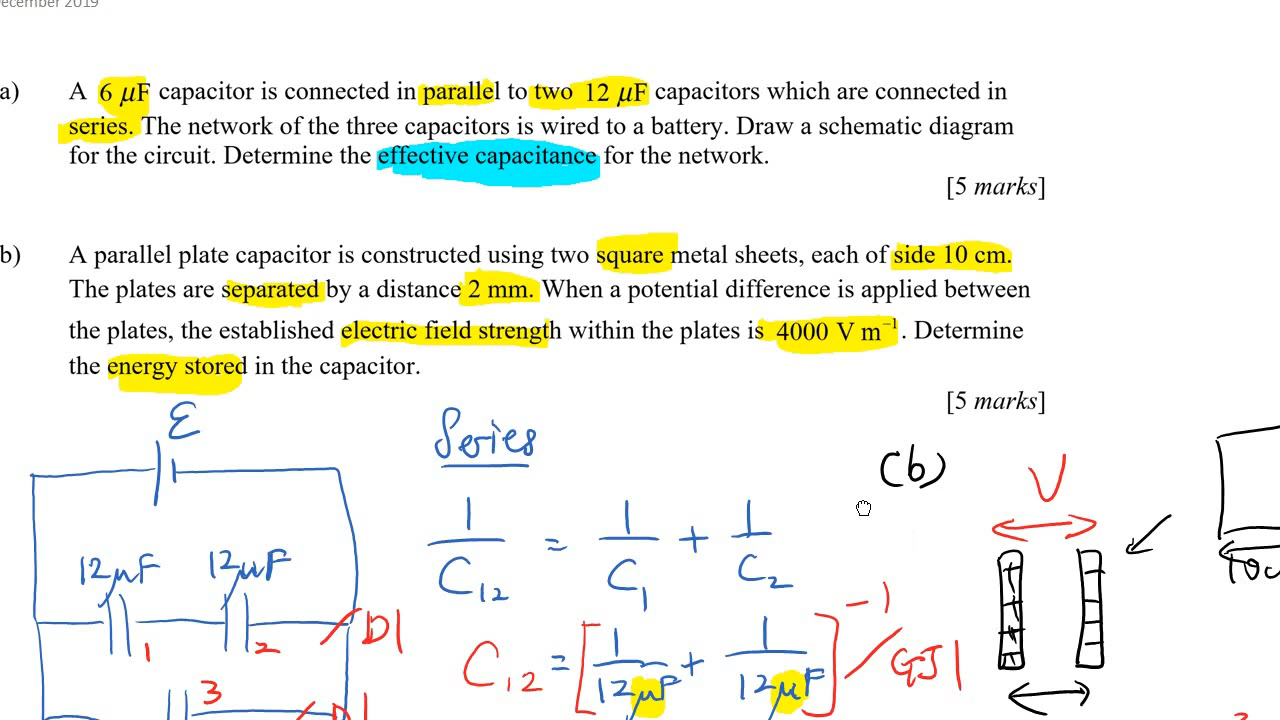 ecember 2019
a) A 6 μF capacitor is connected in parallel to two 12 μF capacitors which are connected in
series. The network of the three capacitors is wired to a battery. Draw a schematic diagram
for the circuit. Determine the effective capacitance for the network.
[5 marks]
b) A parallel plate capacitor is constructed using two square metal sheets, each of side 10 cm.
The plates are separated by a distance 2 mm. When a potential difference is applied between
the plates, the established electric field strength within the plates is 4000 V m⁻¹. Determine
the energy stored in the capacitor.
[5 marks]
ε
12μF 12μF
1 2 D1
3
Series
1/C₁₂ = 1/C₁ + 1/C₂
C₁₂ = [1/12μF + 1/12μF]⁻¹ GJ1
(b)
V